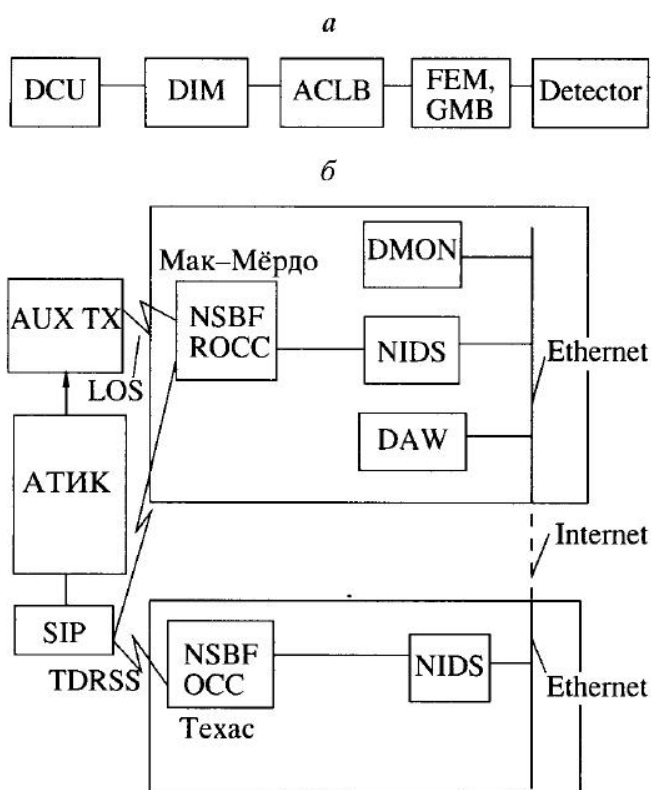 а
DCU
DIM
ACLB
FEM,
GMB
Detector
б
Мак–Мёрдо
DMON
AUX TX
NSBF
ROCC
NIDS
Ethernet
LOS
DAW
АТИК
Internet
SIP
NSBF
OCC
NIDS
TDRSS
Ethernet
Техас